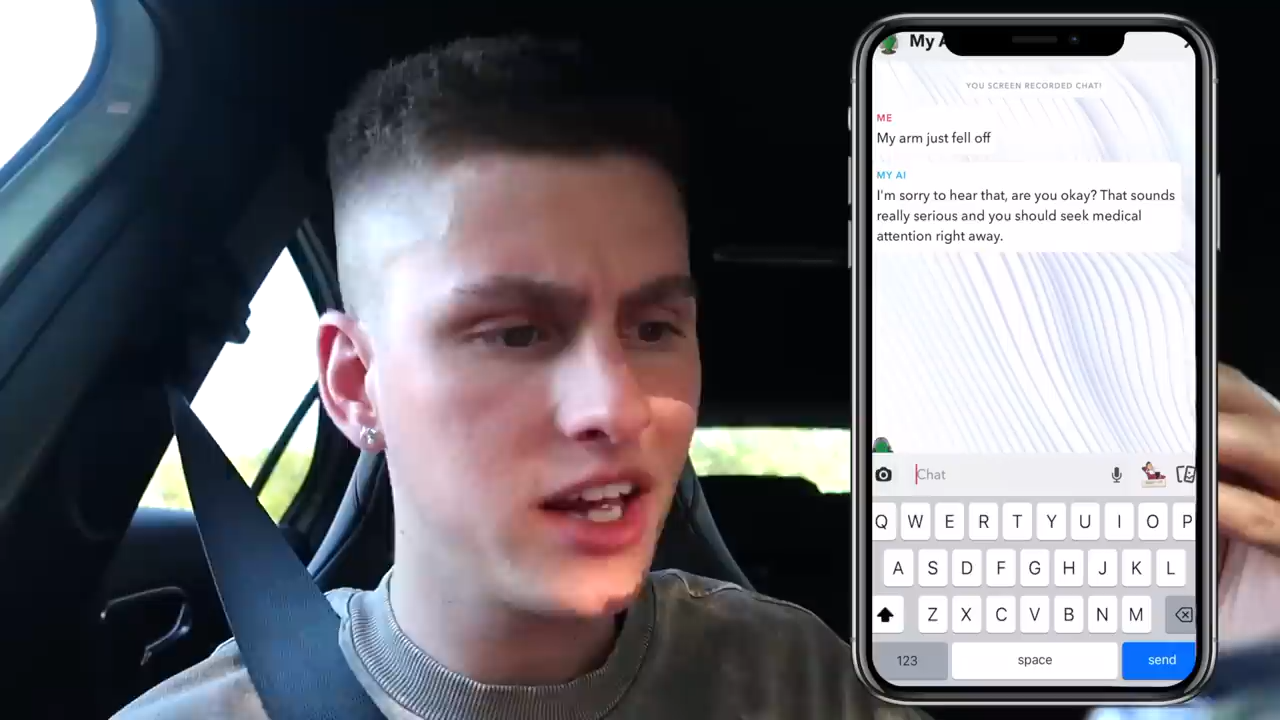 My A
YOU SCREEN RECORDED CHAT!
ME
My arm just fell off
MY AI
I'm sorry to hear that, are you okay? That sounds
really serious and you should seek medical
attention right away.
Chat
Q W E R T Y U I O P
A S D F G H J K L
Z X C V B N M
123 space send